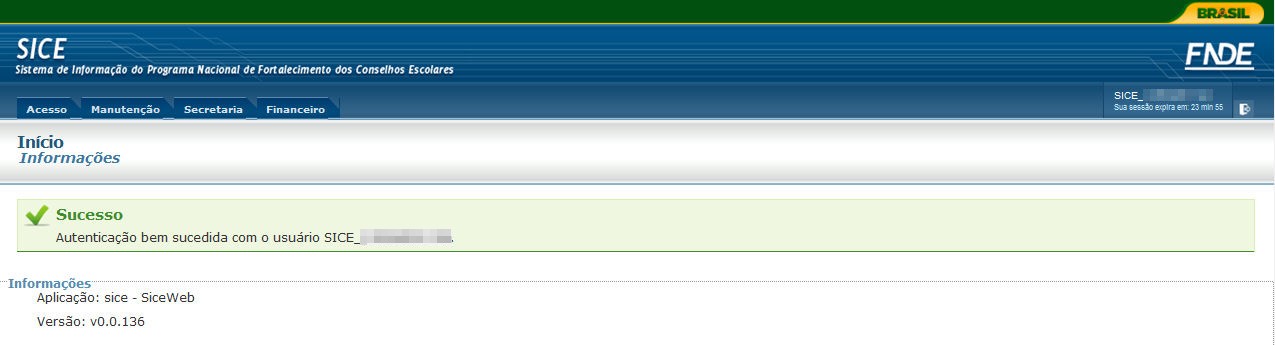 BRASIL
SICE
Sistema de Informação do Programa Nacional de Fortalecimento dos Conselhos Escolares
FNDE
Acesso Manutenção Secretaria Financeiro
SICE_
Sua sessão expira em: 23 min 55
Início
Informações
Sucesso
Autenticação bem sucedida com o usuário SICE_
Informações
Aplicação: sice - SiceWeb
Versão: v0.0.136